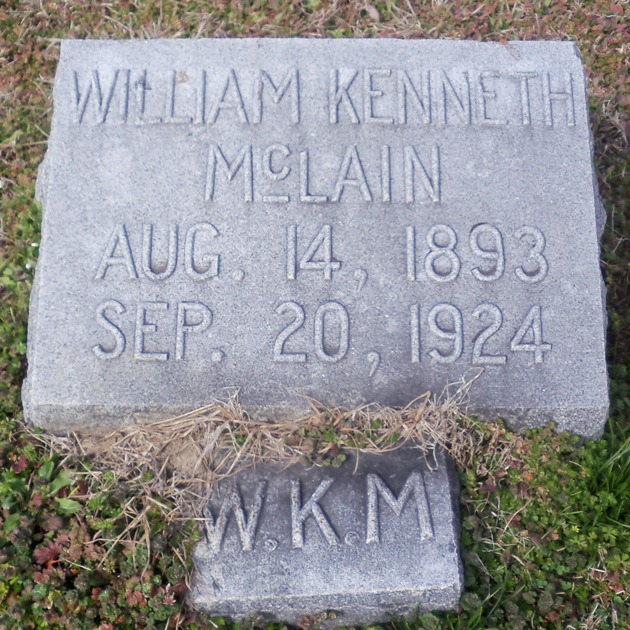 WILLIAM KENNETH
McLAIN
AUG. 14, 1893
SEP. 20, 1924
W.K.M